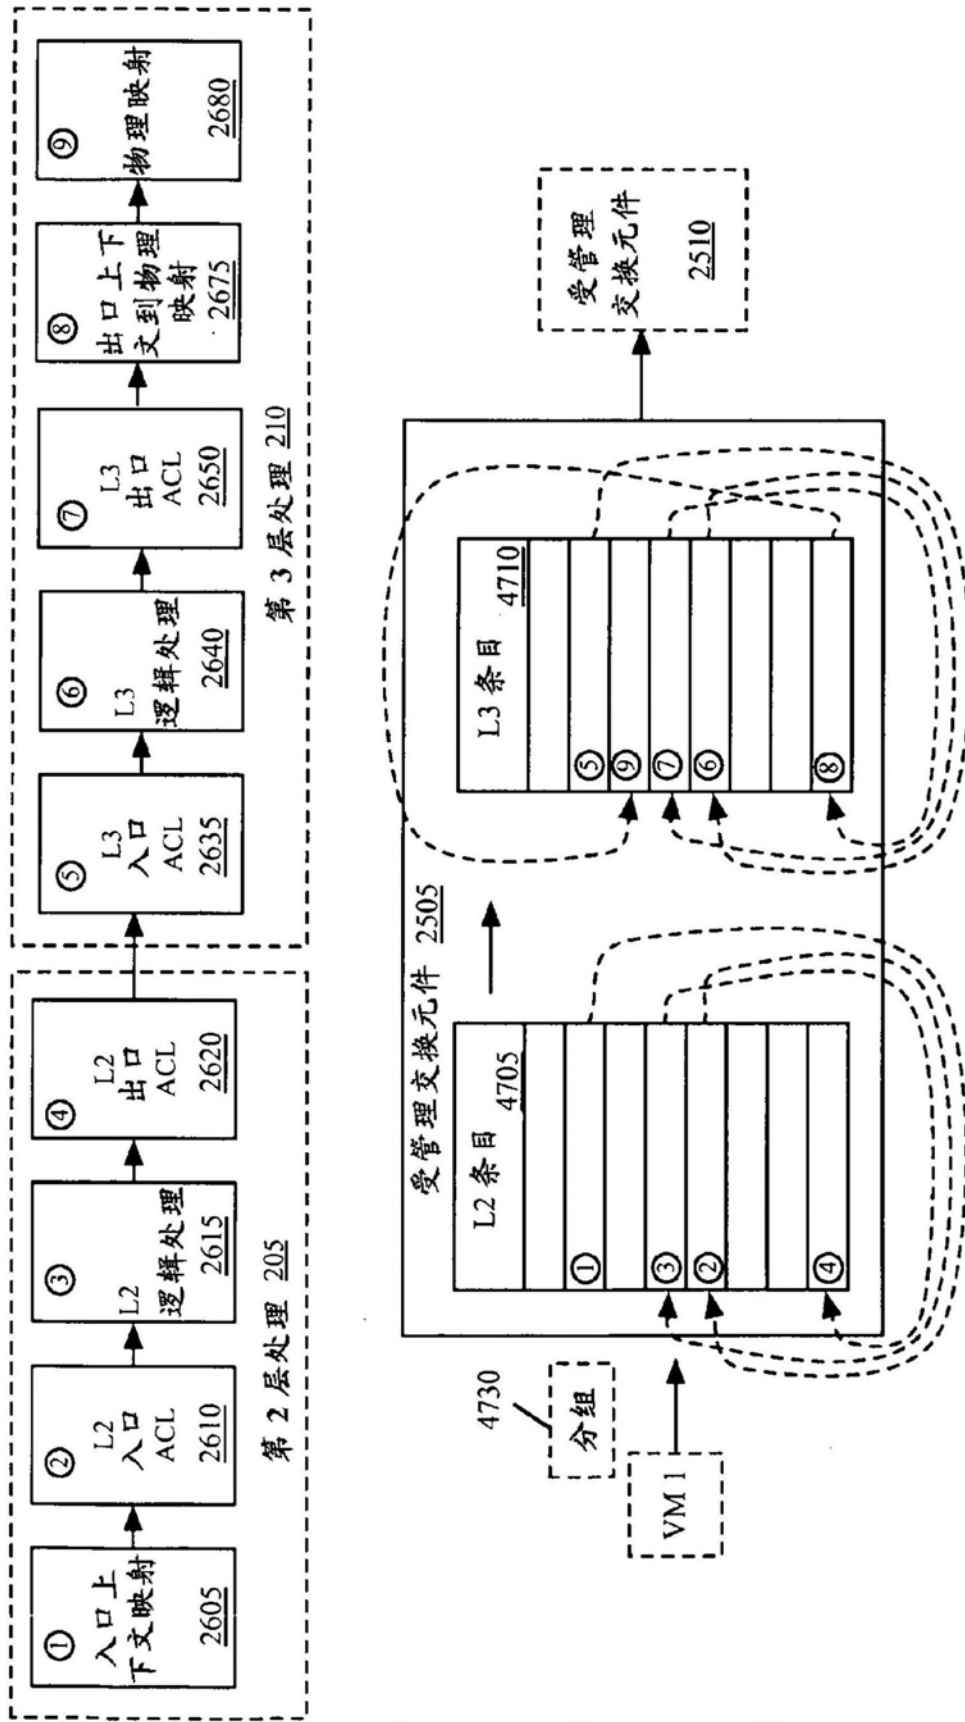 ①
入口上
下文映射
2605
②
L2
入口
ACL
2610
③
L2
逻辑处理
2615
④
L2
出口
ACL
2620
第 2 层处理 205
⑤
L3
入口
ACL
2635
⑥
L3
逻辑处理
2640
⑦
L3
出口
ACL
2650
⑧
出口上下
文到物理
映射
2675
⑨
物理映射
2680
第 3 层处理 210
4730
分组
VM 1
受管理交换元件 2505
L2 条目 4705
①
③
②
④
L3 条目 4710
⑤
⑨
⑦
⑥
⑧
受管理
交换元件
2510